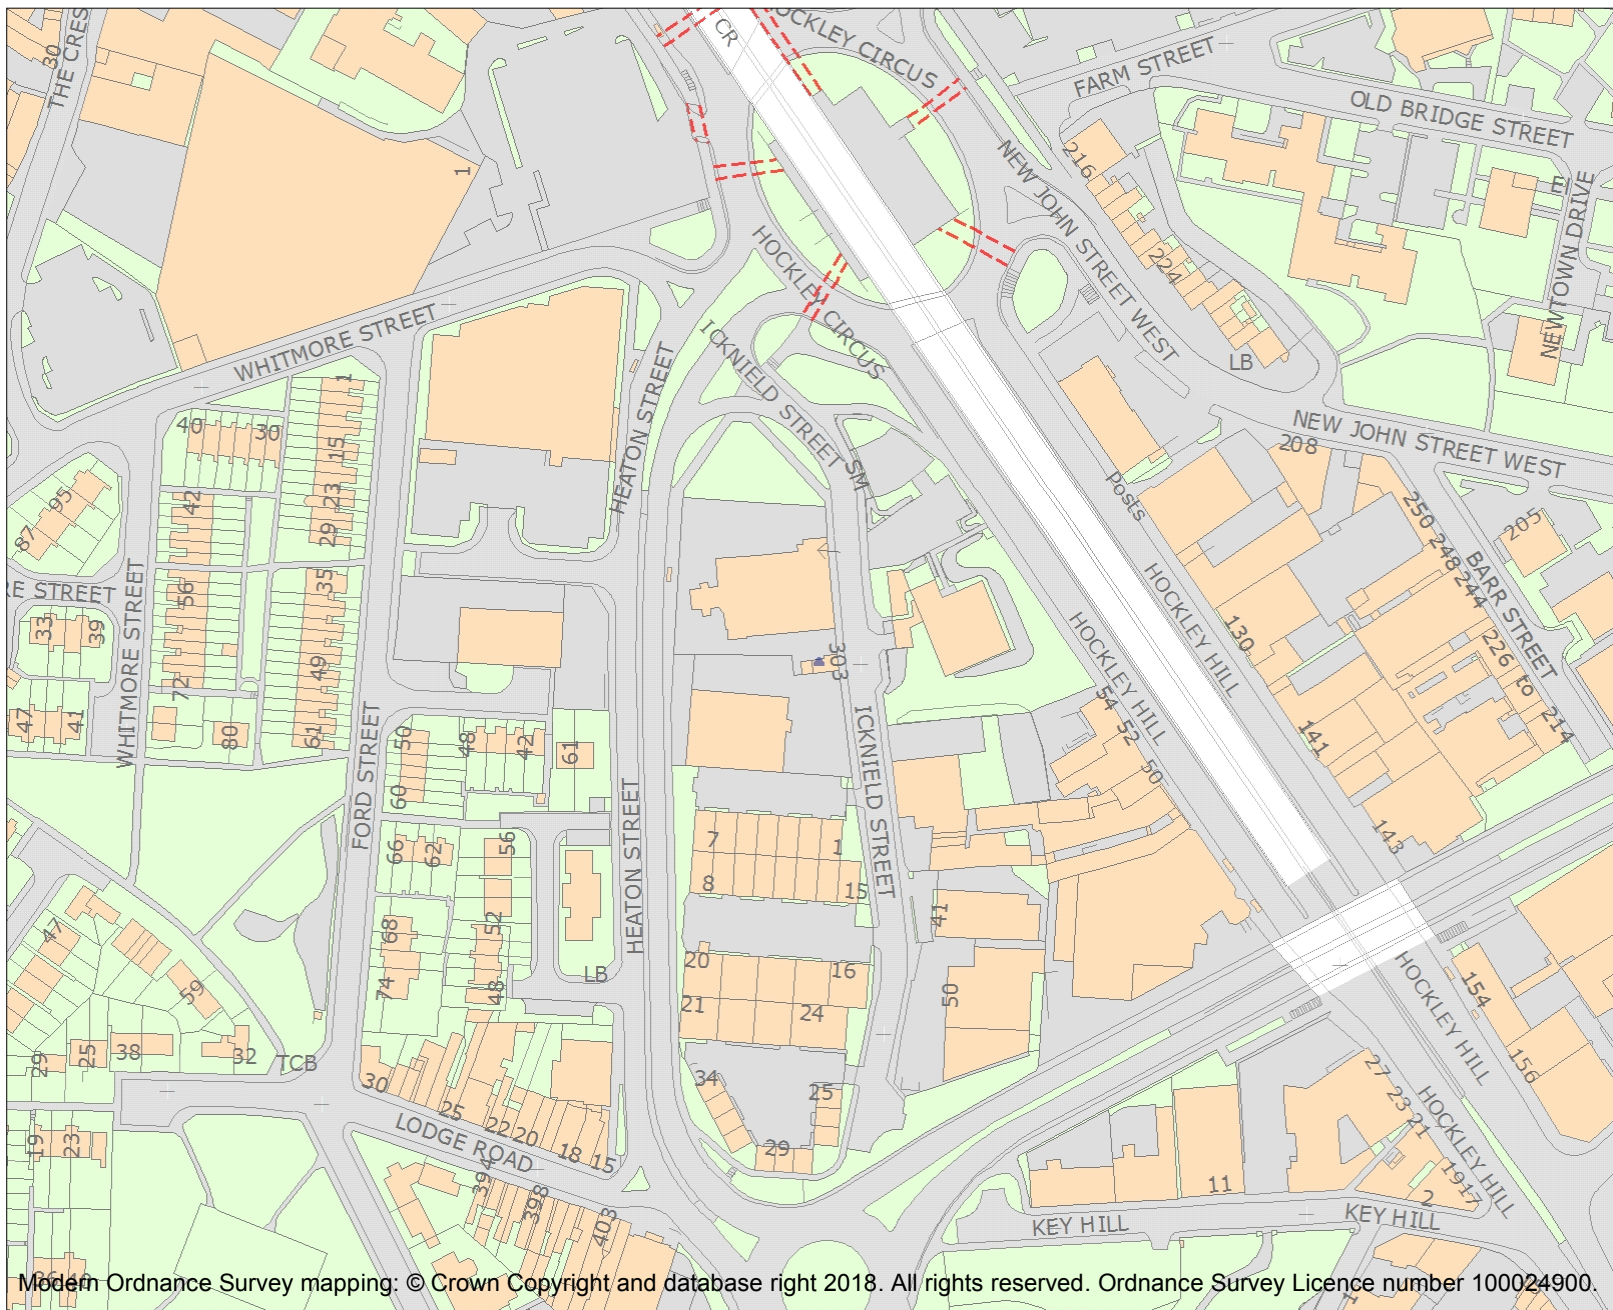 CR
HOCKLEY CIRCUS
FARM STREET
OLD BRIDGE STREET
30
THE CRES
1
216
NEW JOHN STREET WEST
224
El
NEWTOWN DRIVE
HOCKLEY CIRCUS
WHITMORE STREET
ICKNIELD STREET
HEATON STREET
LB
NEW JOHN STREET WEST
208
1
40
30
15
SM
Posts
42
23
29
95
87
250
248
244
205
BARR STREET
RE STREET
WHITMORE STREET
56
35
33
39
HOCKLEY HILL
HOCKLEY HILL
130
226 to
214
303
49
72
47
41
80
61
54
52
50
141
FORD STREET
50
48
42
61
60
ICKNIELD STREET
HEATON STREET
7
1
8
15
143
66
62
56
41
68
52
47
20
16
LB
74
48
59
21
24
50
HOCKLEY HILL
154
156
29
25
38
32
TCB
30
25
22
20
18
15
34
25
29
LODGE ROAD
27
23
21
HOCKLEY HILL
19
17
19
23
394
398
403
11
2
KEY HILL
KEY HILL
Modern Ordnance Survey mapping: © Crown Copyright and database right 2018. All rights reserved. Ordnance Survey Licence number 100024900.